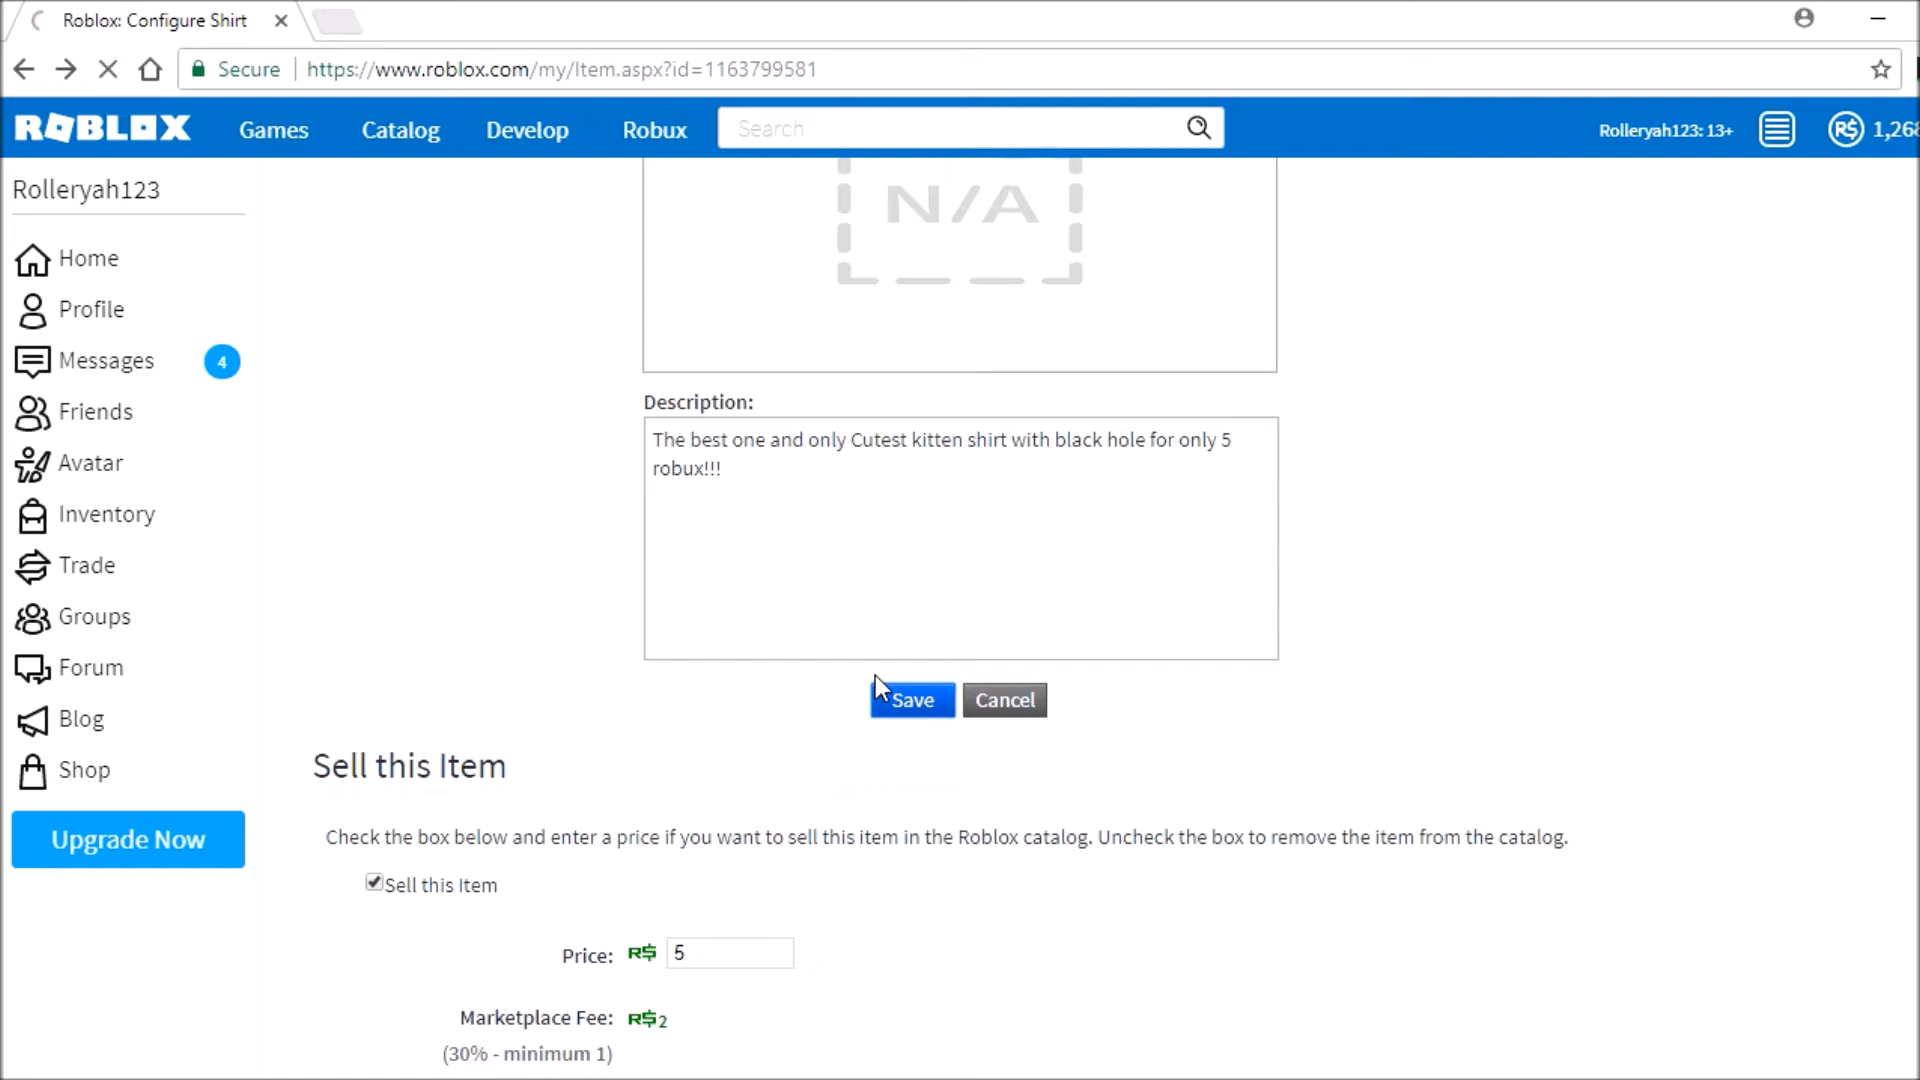 Roblox: Configure Shirt
Secure https://www.roblox.com/my/Item.aspx?id=1163799581
ROBLOX Games Catalog Develop Robux Search Rolleryah123: 13+ R$ 1,268
Rolleryah123
N/A
Home
Profile
Messages 4
Friends
Avatar
Inventory
Trade
Groups
Forum
Blog
Shop
Upgrade Now
Description:
The best one and only Cutest kitten shirt with black hole for only 5
robux!!!
Save Cancel
Sell this Item
Check the box below and enter a price if you want to sell this item in the Roblox catalog. Uncheck the box to remove the item from the catalog.
Sell this Item
Price: R$ 5
Marketplace Fee: R$ 2
(30% - minimum 1)